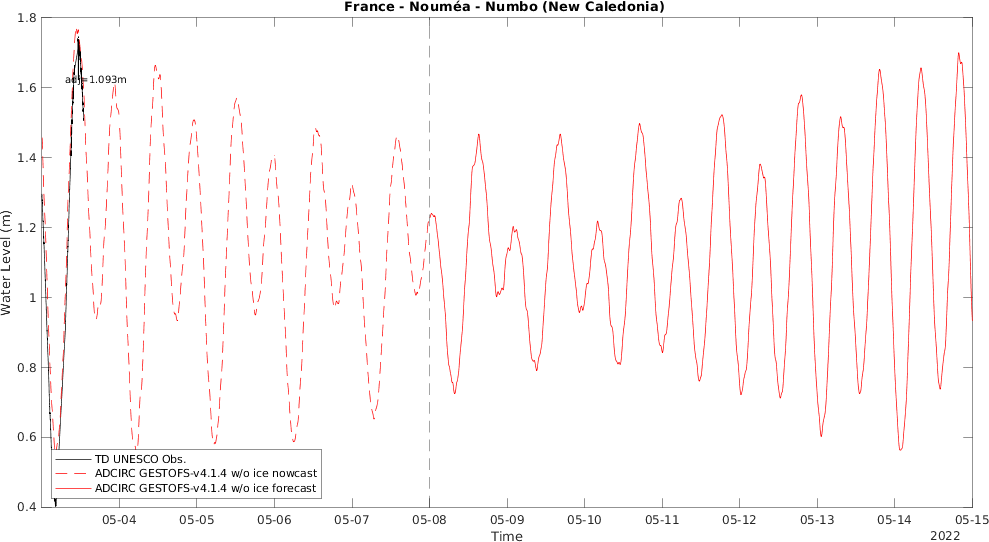 France - Nouméa - Numbo (New Caledonia)
1.8
1.6
1.4
1.2
1
0.8
0.6
0.4
Water Level (m)
adj=1.093m
TD UNESCO Obs.
ADCIRC GESTOFS-v4.1.4 w/o ice nowcast
ADCIRC GESTOFS-v4.1.4 w/o ice forecast
05-04 05-05 05-06 05-07 05-08 05-09 05-10 05-11 05-12 05-13 05-14 05-15
Time
2022